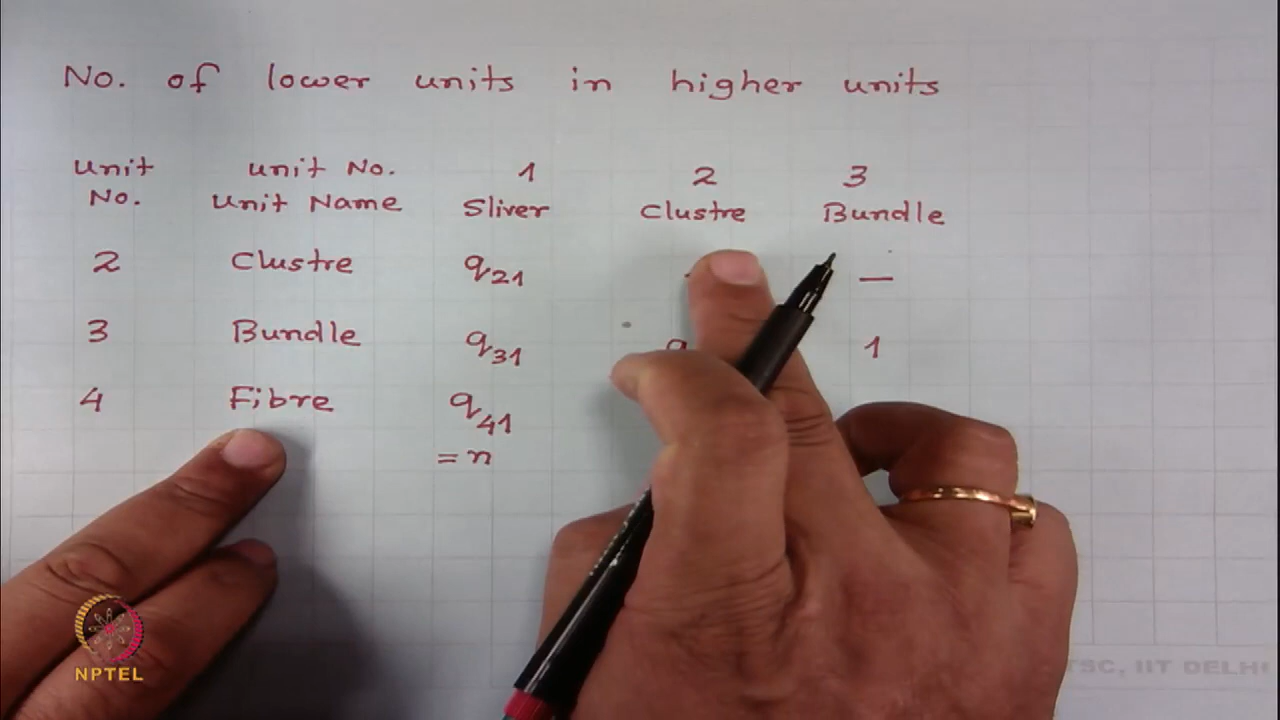 No. of lower units in higher units
Unit unit No. 1 2 3
No. Unit Name Sliver Clustre Bundle
2 Clustre q21 —
3 Bundle q31 q 1
4 Fibre q41
= n
NPTEL
TSC, IIT DELHI